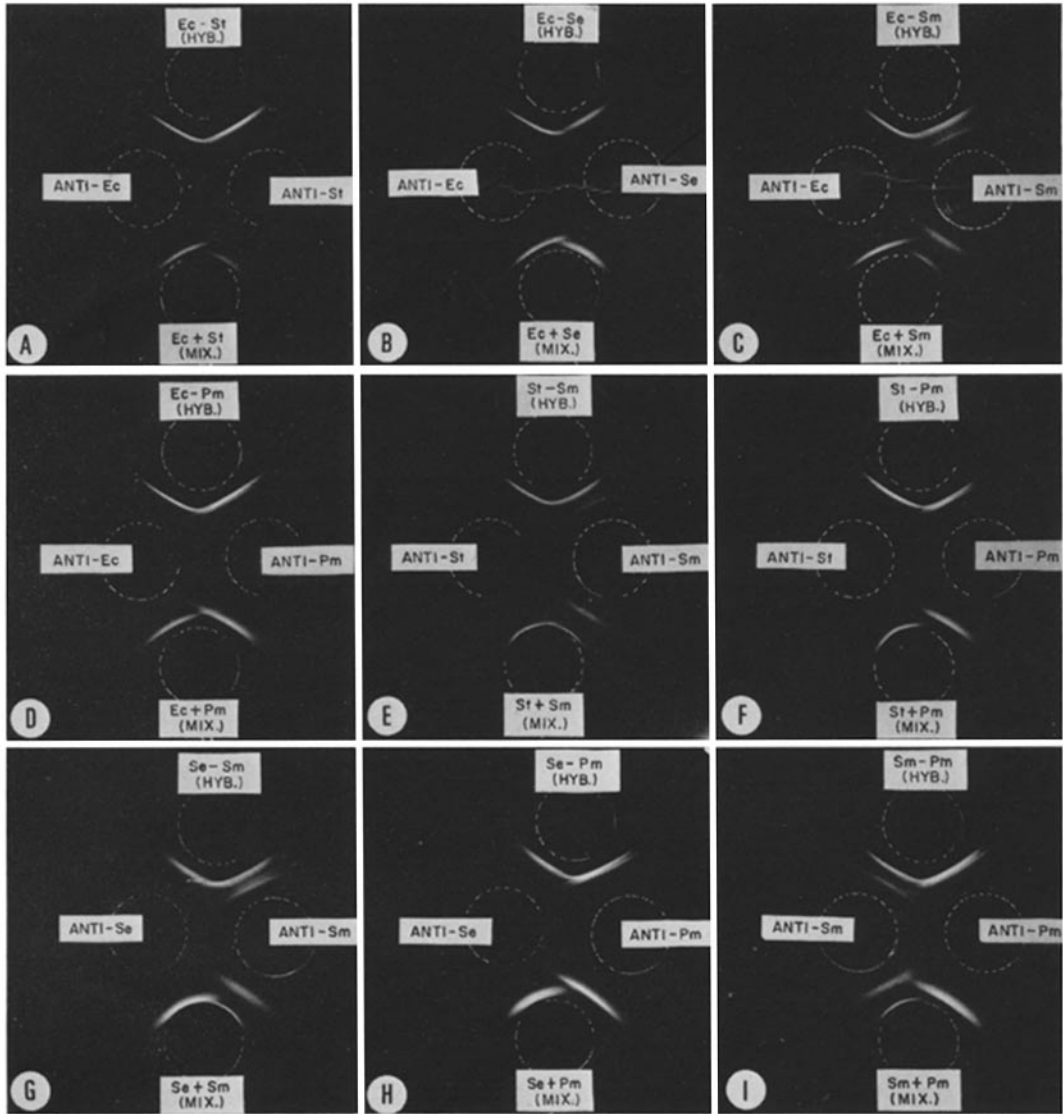 Ec-St
(HYB.)
ANTI-Ec
ANTI-St
Ec+St
(MIX.)
A
Ec-Se
(HYB.)
ANTI-Ec
ANTI-Se
Ec+Se
(MIX.)
B
Ec-Sm
(HYB.)
ANTI-Ec
ANTI-Sm
Ec+Sm
(MIX.)
C
Ec-Pm
(HYB.)
ANTI-Ec
ANTI-Pm
Ec+Pm
(MIX.)
D
St-Sm
(HYB.)
ANTI-St
ANTI-Sm
St+Sm
(MIX.)
E
St-Pm
(HYB.)
ANTI-St
ANTI-Pm
St+Pm
(MIX.)
F
Se-Sm
(HYB.)
ANTI-Se
ANTI-Sm
Se+Sm
(MIX.)
G
Se-Pm
(HYB.)
ANTI-Se
ANTI-Pm
Se+Pm
(MIX.)
H
Sm-Pm
(HYB.)
ANTI-Sm
ANTI-Pm
Sm+Pm
(MIX.)
I